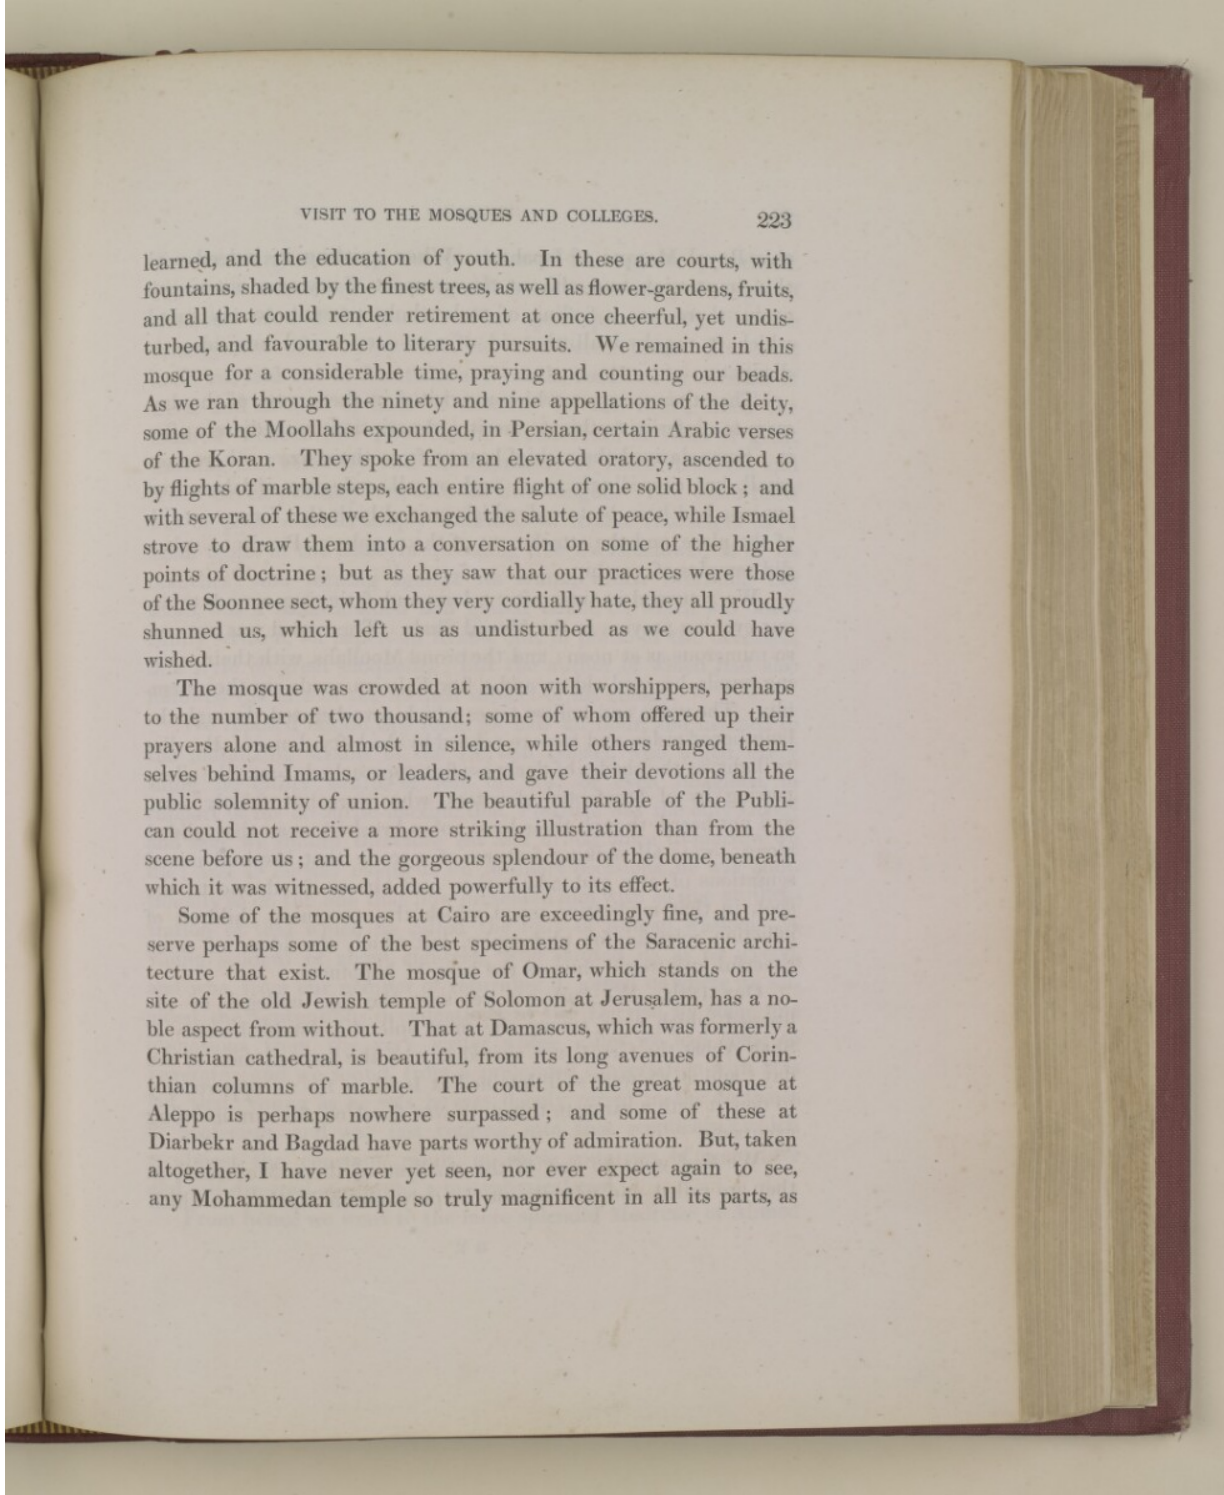 VISIT TO THE MOSQUES AND COLLEGES. 223
learned, and the education of youth. In these are courts, with
fountains, shaded by the finest trees, as well as flower-gardens, fruits,
and all that could render retirement at once cheerful, yet undis-
turbed, and favourable to literary pursuits. We remained in this
mosque for a considerable time, praying and counting our beads.
As we ran through the ninety and nine appellations of the deity,
some of the Moollahs expounded, in Persian, certain Arabic verses
of the Koran. They spoke from an elevated oratory, ascended to
by flights of marble steps, each entire flight of one solid block; and
with several of these we exchanged the salute of peace, while Ismael
strove to draw them into a conversation on some of the higher
points of doctrine; but as they saw that our practices were those
of the Soonnee sect, whom they very cordially hate, they all proudly
shunned us, which left us as undisturbed as we could have
wished.
The mosque was crowded at noon with worshippers, perhaps
to the number of two thousand; some of whom offered up their
prayers alone and almost in silence, while others ranged them-
selves behind Imams, or leaders, and gave their devotions all the
public solemnity of union. The beautiful parable of the Publi-
can could not receive a more striking illustration than from the
scene before us; and the gorgeous splendour of the dome, beneath
which it was witnessed, added powerfully to its effect.
Some of the mosques at Cairo are exceedingly fine, and pre-
serve perhaps some of the best specimens of the Saracenic archi-
tecture that exist. The mosque of Omar, which stands on the
site of the old Jewish temple of Solomon at Jerusalem, has a no-
ble aspect from without. That at Damascus, which was formerly a
Christian cathedral, is beautiful, from its long avenues of Corin-
thian columns of marble. The court of the great mosque at
Aleppo is perhaps nowhere surpassed; and some of these at
Diarbekr and Bagdad have parts worthy of admiration. But, taken
altogether, I have never yet seen, nor ever expect again to see,
any Mohammedan temple so truly magnificent in all its parts, as